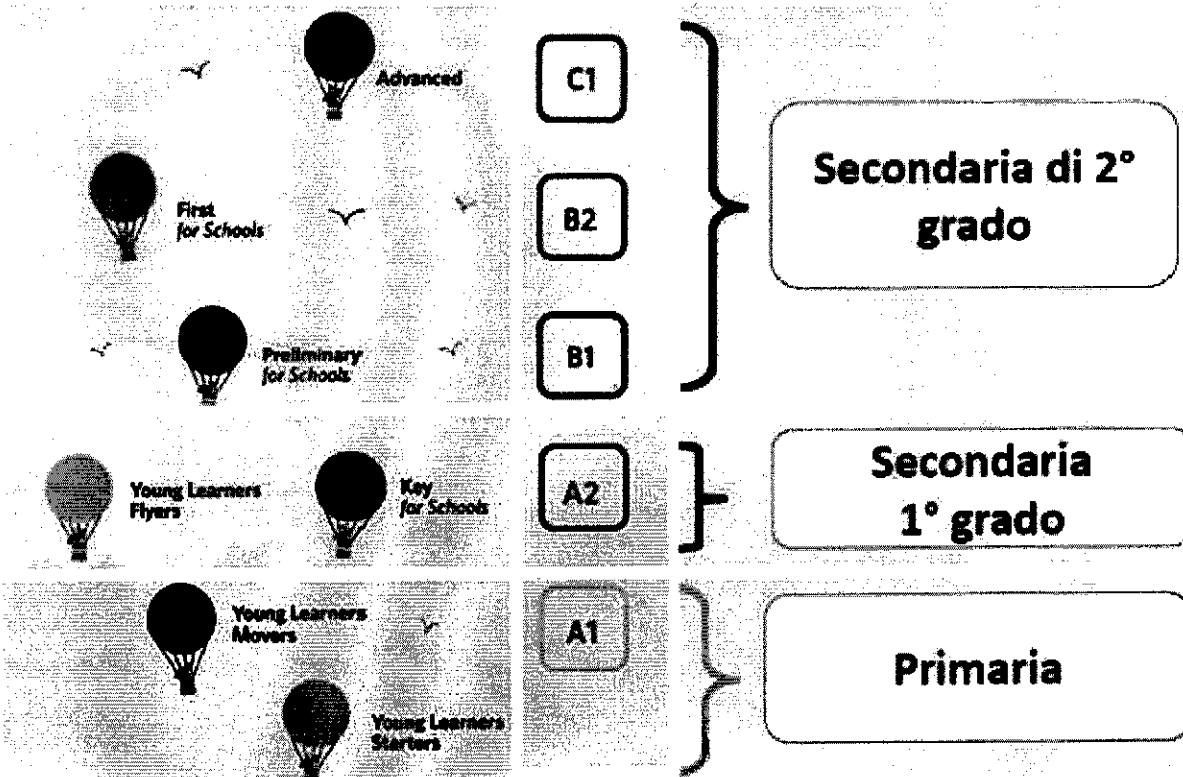 Advanced
C1
First
for Schools
B2
Preliminary
for Schools
B1
Secondaria di 2°
grado
Young Learners
Flyers
Key
for Schools
A2
Secondaria
1° grado
Young Learners
Movers
A1
Young Learners
Starters
Primaria